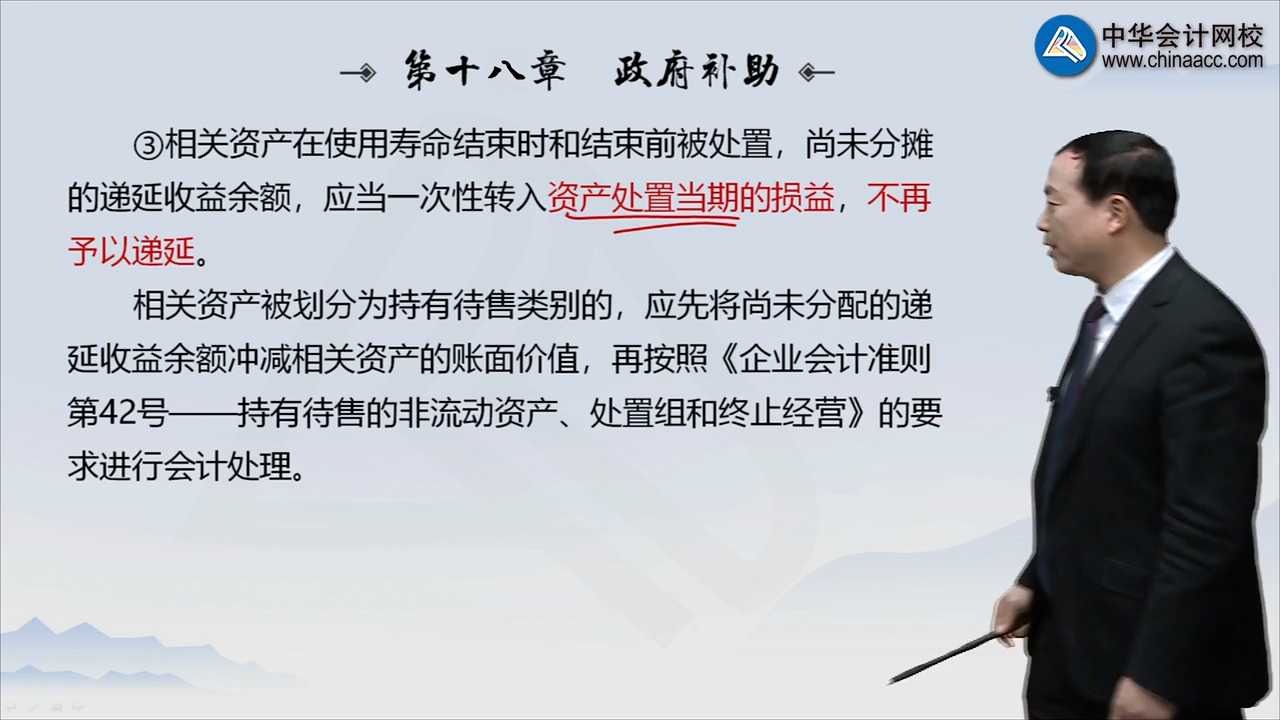 中华会计网校
www.chinaacc.com
第十八章 政府补助
③相关资产在使用寿命结束时和结束前被处置，尚未分摊
的递延收益余额，应当一次性转入资产处置当期的损益，不再
予以递延。
相关资产被划分为持有待售类别的，应先将尚未分配的递
延收益余额冲减相关资产的账面价值，再按照《企业会计准则
第42号——持有待售的非流动资产、处置组和终止经营》的要
求进行会计处理。